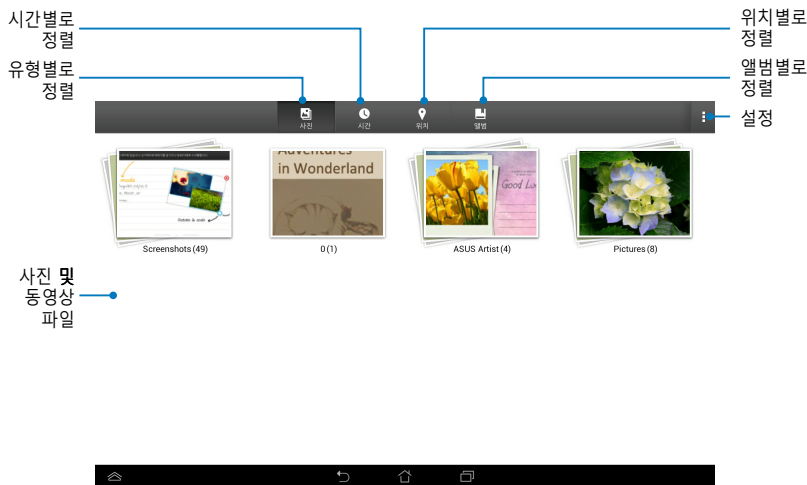 시간별로
정렬
유형별로
정렬
위치별로
정렬
앨범별로
정렬
설정
사진
시간
위치
앨범
Adventures
in Wonderland
Good Lu
Screenshots (49)
0 (1)
ASUS Artist (4)
Pictures (8)
사진 및
동영상
파일